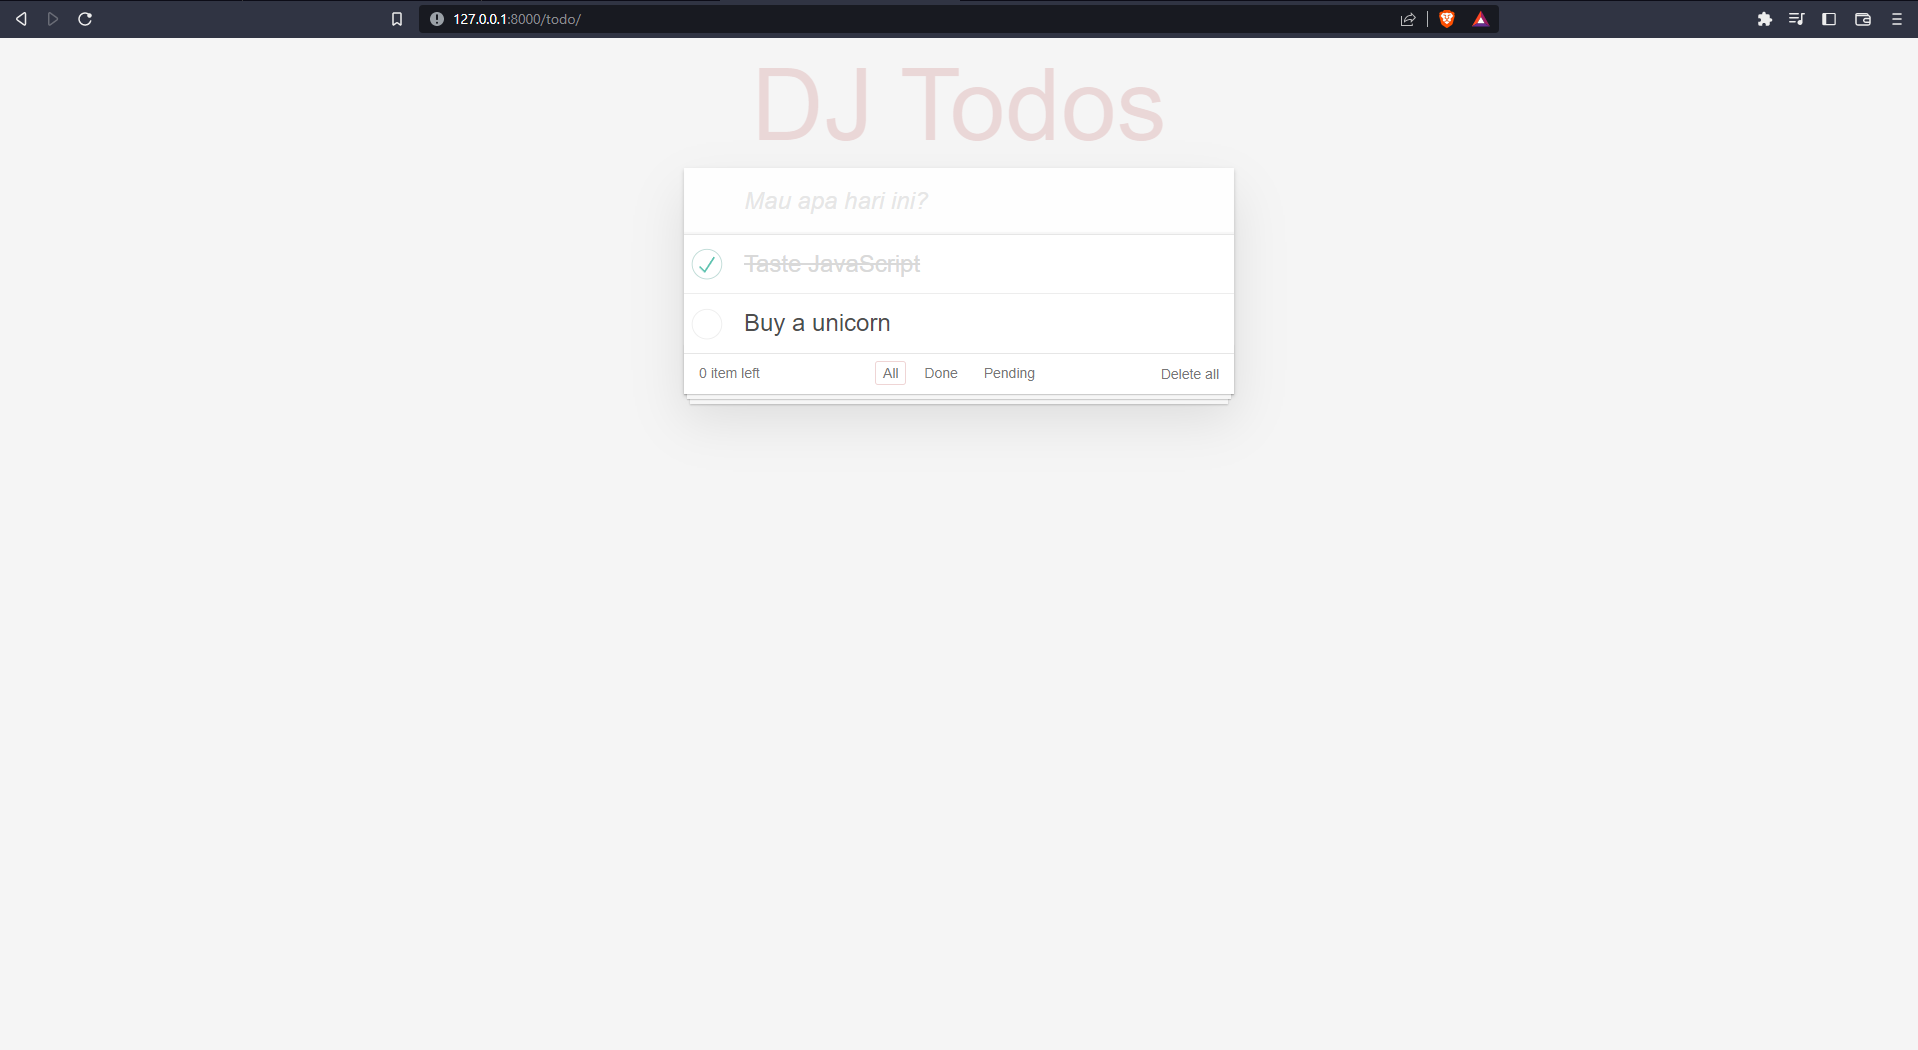 127.0.0.1:8000/todo/
DJ Todos
Mau apa hari ini?
Taste JavaScript
Buy a unicorn
0 item left All Done Pending Delete all